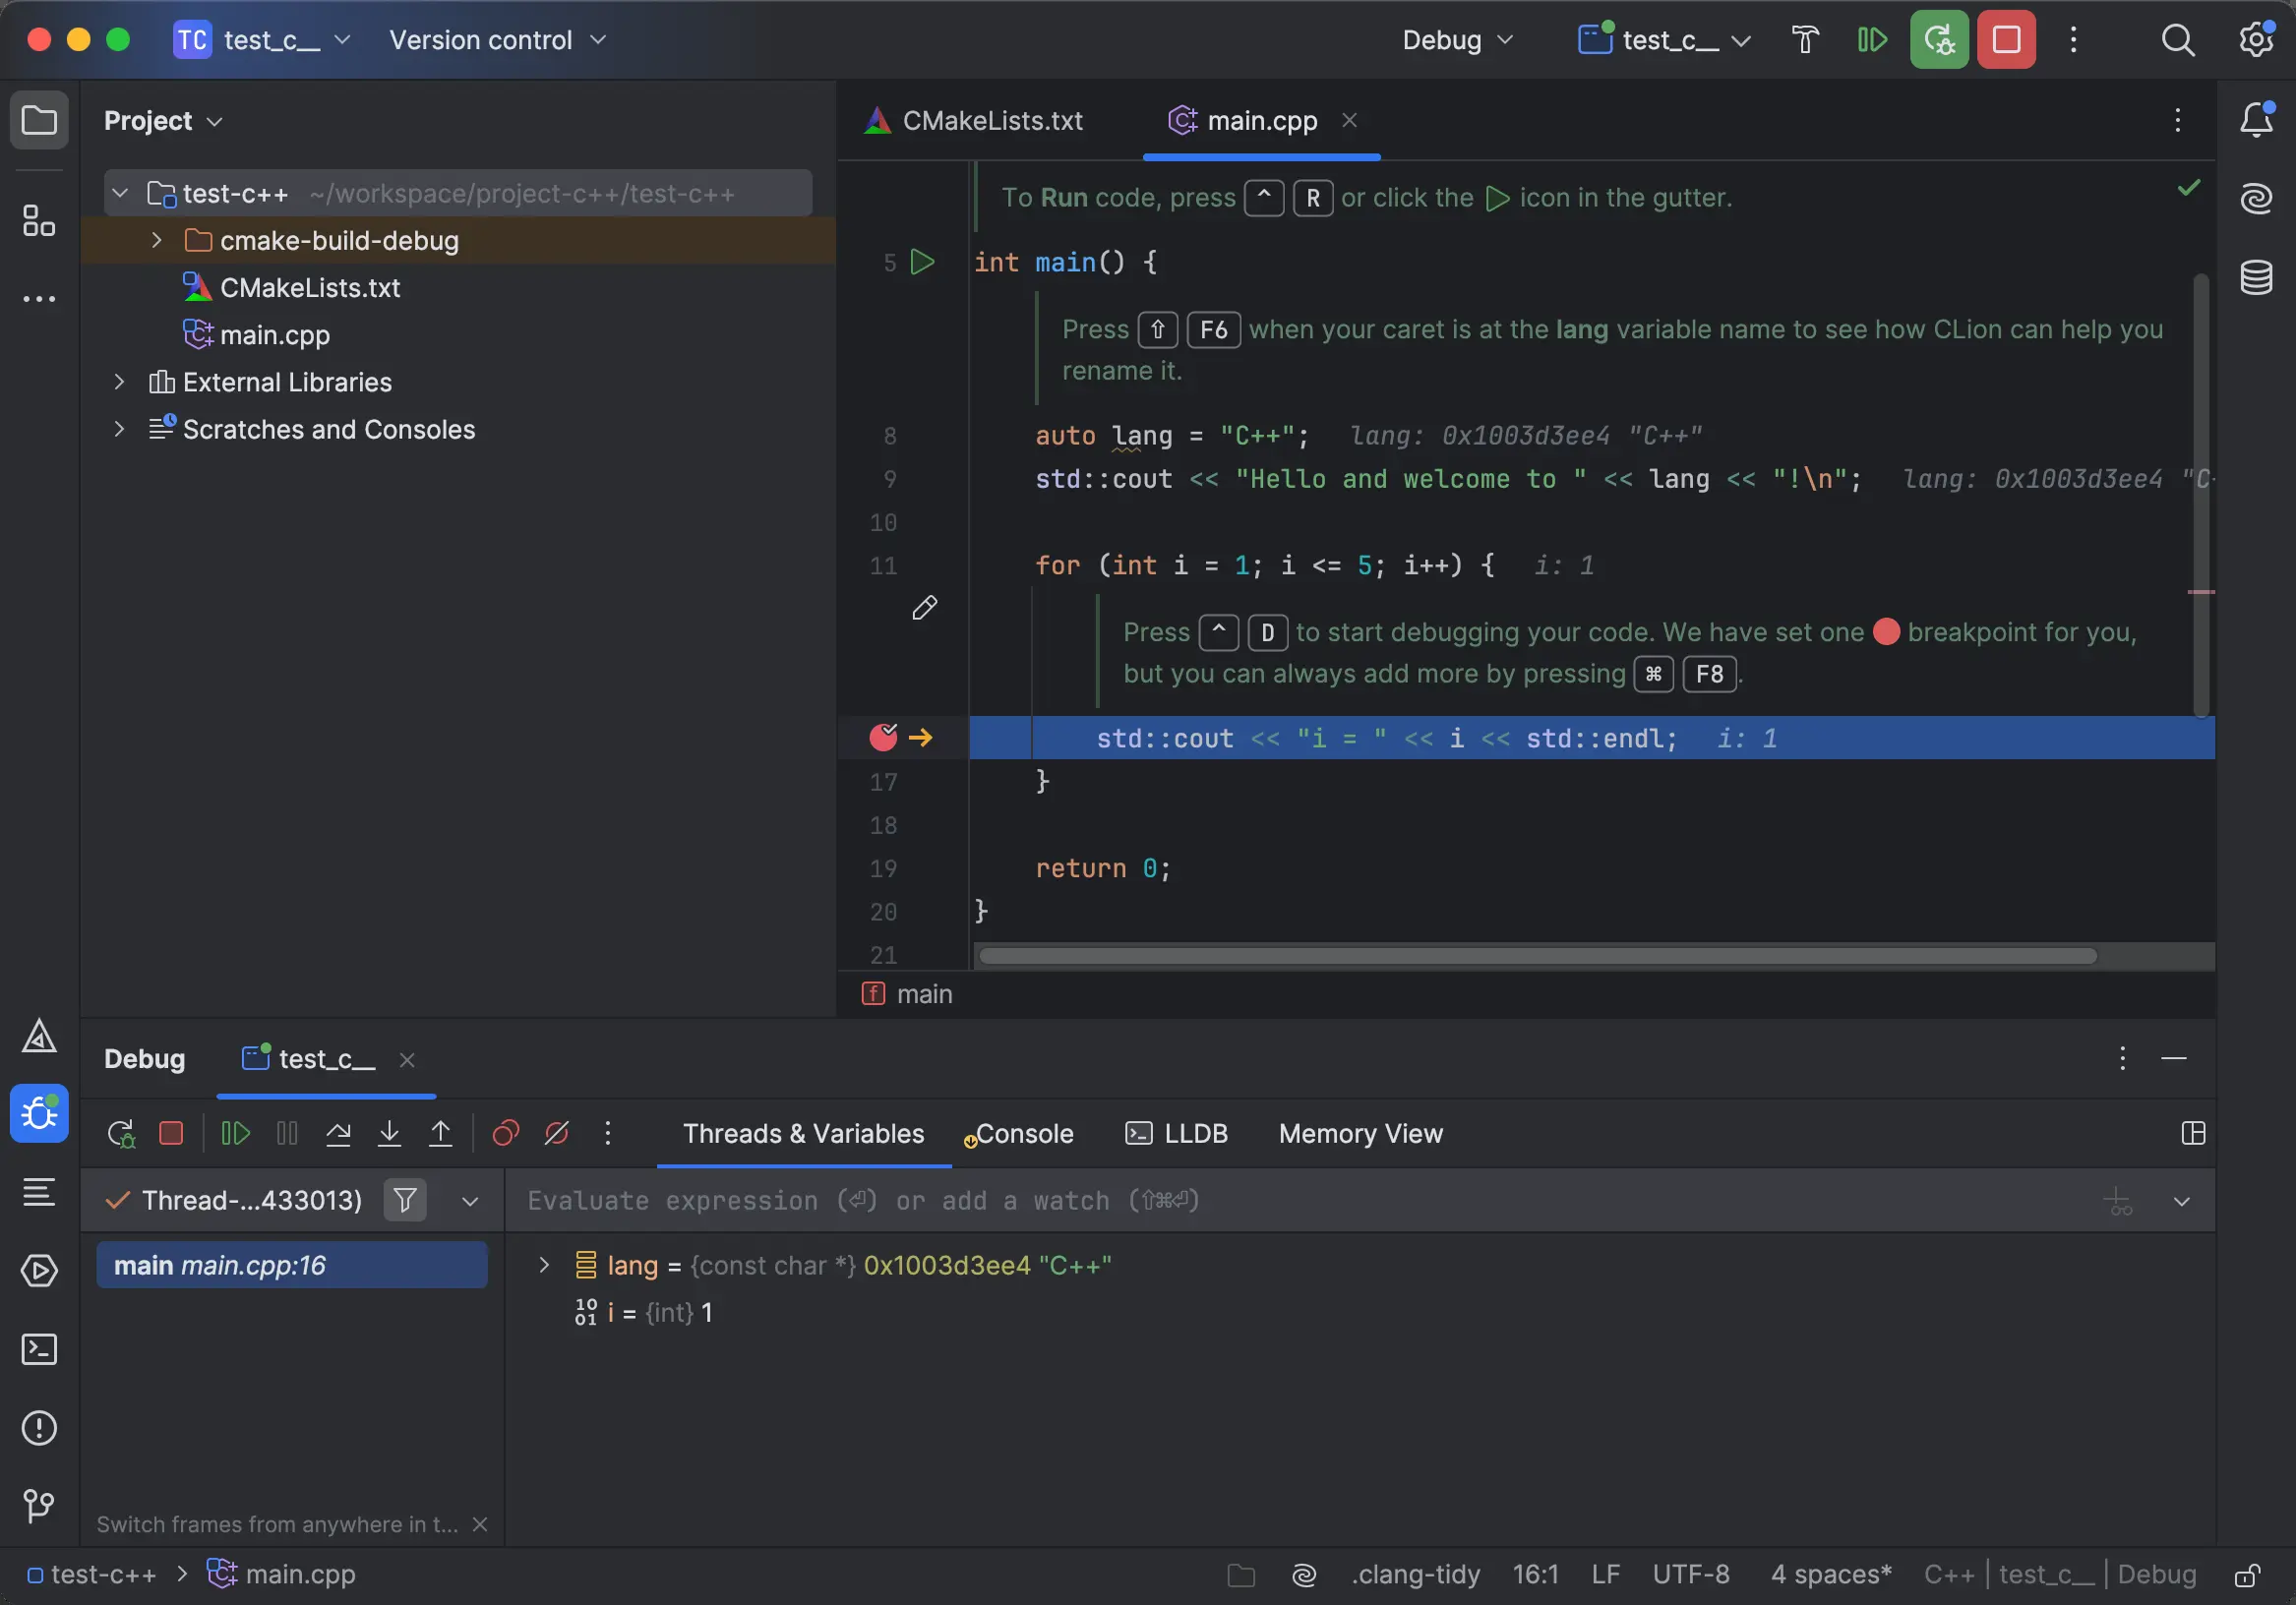 TC test_c__ Version control Debug test_c__
Project
test-c++ ~/workspace/project-c++/test-c++
cmake-build-debug
CMakeLists.txt
main.cpp
External Libraries
Scratches and Consoles
CMakeLists.txt main.cpp
To Run code, press ^ R or click the icon in the gutter.
5 int main() {
Press ⇧ F6 when your caret is at the lang variable name to see how CLion can help you
rename it.
8 auto lang = "C++"; lang: 0x1003d3ee4 "C++"
9 std::cout << "Hello and welcome to " << lang << "!\n"; lang: 0x1003d3ee4 "C
10
11 for (int i = 1; i <= 5; i++) { i: 1
Press ^ D to start debugging your code. We have set one breakpoint for you,
but you can always add more by pressing ⌘ F8.
std::cout << "i = " << i << std::endl; i: 1
17 }
18
19 return 0;
20 }
21
f main
Debug test_c__
Threads & Variables Console LLDB Memory View
Thread-...433013) Evaluate expression (⏎) or add a watch (⇧⌘⏎)
main main.cpp:16
lang = {const char *} 0x1003d3ee4 "C++"
i = {int} 1
Switch frames from anywhere in t...
test-c++ > main.cpp .clang-tidy 16:1 LF UTF-8 4 spaces* C++ | test_c__ | Debug